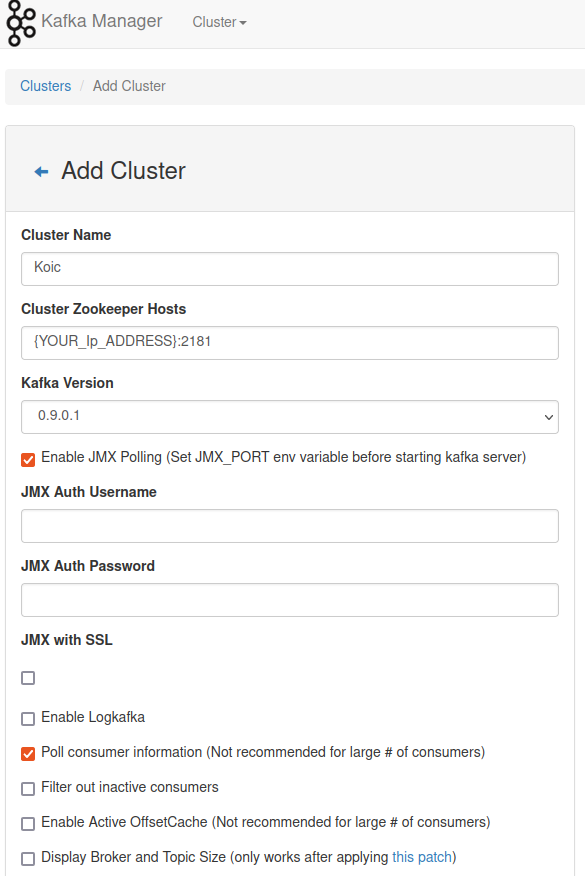 Kafka Manager Cluster
Clusters / Add Cluster
Add Cluster
Cluster Name
Koic
Cluster Zookeeper Hosts
{YOUR_Ip_ADDRESS}:2181
Kafka Version
0.9.0.1
Enable JMX Polling (Set JMX_PORT env variable before starting kafka server)
JMX Auth Username
JMX Auth Password
JMX with SSL
Enable Logkafka
Poll consumer information (Not recommended for large # of consumers)
Filter out inactive consumers
Enable Active OffsetCache (Not recommended for large # of consumers)
Display Broker and Topic Size (only works after applying this patch)